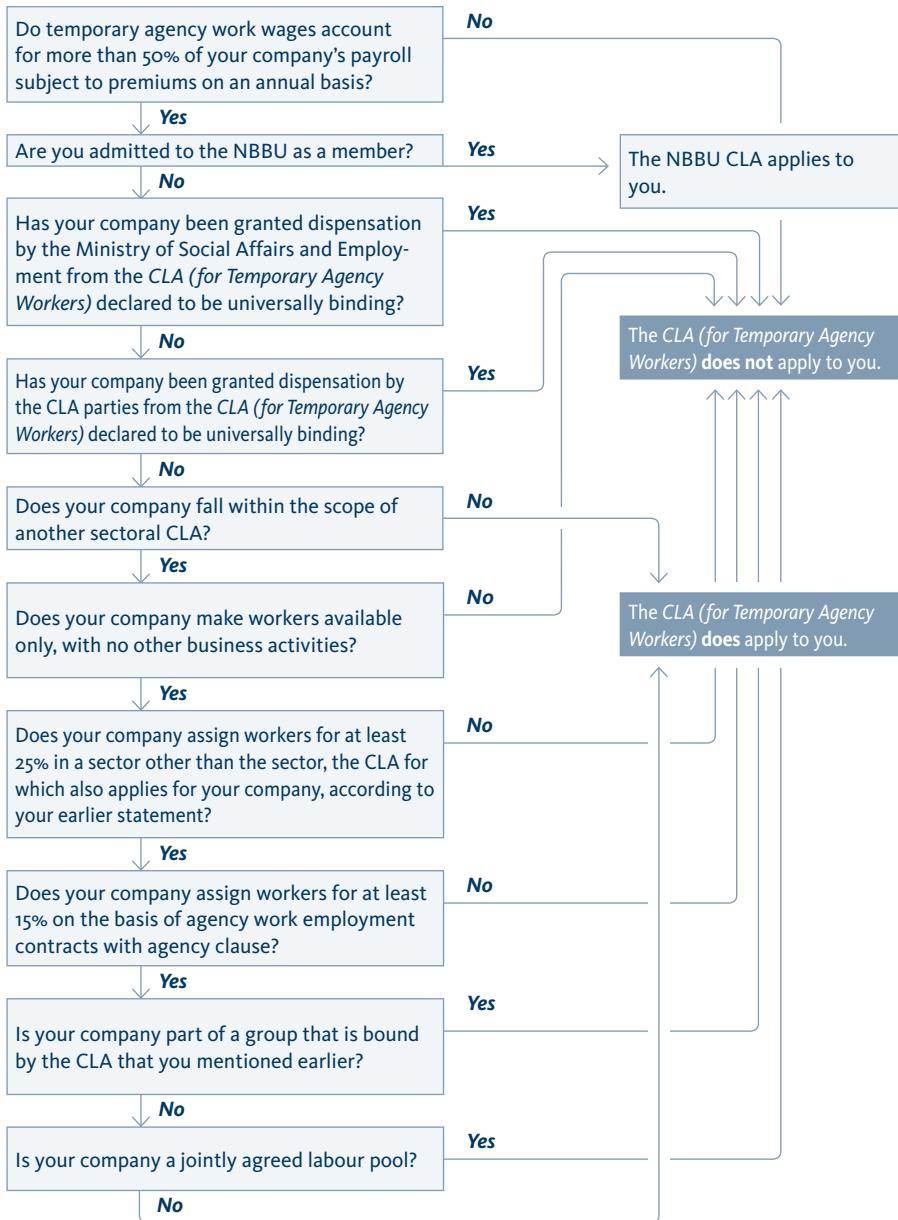 Do temporary agency work wages account
for more than 50% of your company's payroll
subject to premiums on an annual basis?
No
Yes
Are you admitted to the NBBU as a member?
Yes
The NBBU CLA applies to
you.
No
Has your company been granted dispensation
by the Ministry of Social Affairs and Employ-
ment from the CLA (for Temporary Agency
Workers) declared to be universally binding?
Yes
The CLA (for Temporary Agency
Workers) does not apply to you.
No
Has your company been granted dispensation by
the CLA parties from the CLA (for Temporary Agency
Workers) declared to be universally binding?
Yes
No
Does your company fall within the scope of
another sectoral CLA?
No
Yes
Does your company make workers available
only, with no other business activities?
No
The CLA (for Temporary Agency
Workers) does apply to you.
Yes
Does your company assign workers for at least
25% in a sector other than the sector, the CLA for
which also applies for your company, according to
your earlier statement?
No
Yes
Does your company assign workers for at least
15% on the basis of agency work employment
contracts with agency clause?
No
Yes
Is your company part of a group that is bound
by the CLA that you mentioned earlier?
Yes
No
Is your company a jointly agreed labour pool?
Yes
No